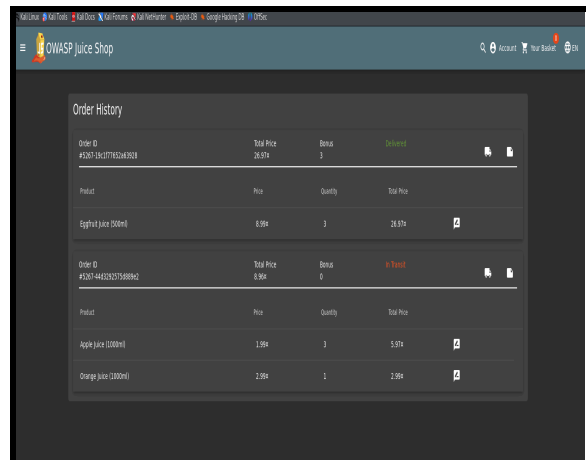 Kali Linux Kali Tools Kali Docs Kali Forums Kali NetHunter Exploit-DB Google Hacking DB OffSec
OWASP Juice Shop Account Your Basket EN
Order History
Order ID Total Price Bonus Delivered
#5267-19c1f77652a63928 26.97¤ 3
Product Price Quantity Total Price
Eggfruit Juice (500ml) 8.99¤ 3 26.97¤
Order ID Total Price Bonus In Transit
#5267-44d3292575d889e2 8.96¤ 0
Product Price Quantity Total Price
Apple Juice (1000ml) 1.99¤ 3 5.97¤
Orange Juice (1000ml) 2.99¤ 1 2.99¤